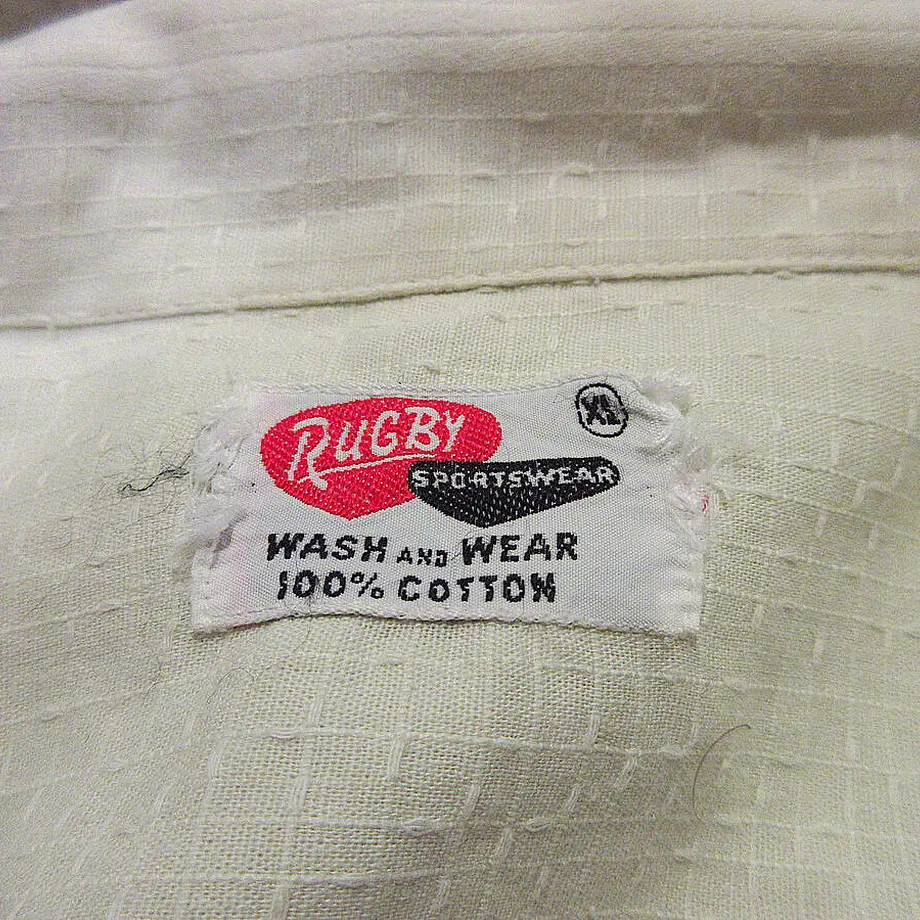 RUGBY
XL
SPORTSWEAR
WASH AND WEAR
100% COTTON